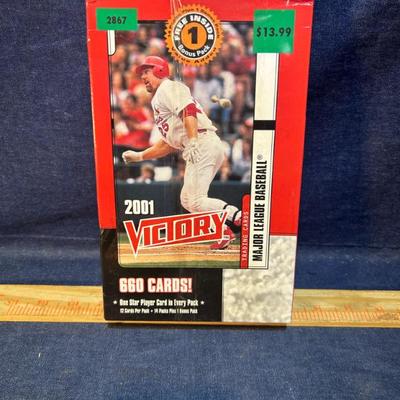 2867
FREE INSIDE
1
Bonus Pack
$13.99
2001
VICTORY
TRADING CARDS
MAJOR LEAGUE BASEBALL®
660 CARDS!
★ One Star Player Card in Every Pack ★
12 Cards Per Pack • 14 Packs Plus 1 Bonus Pack